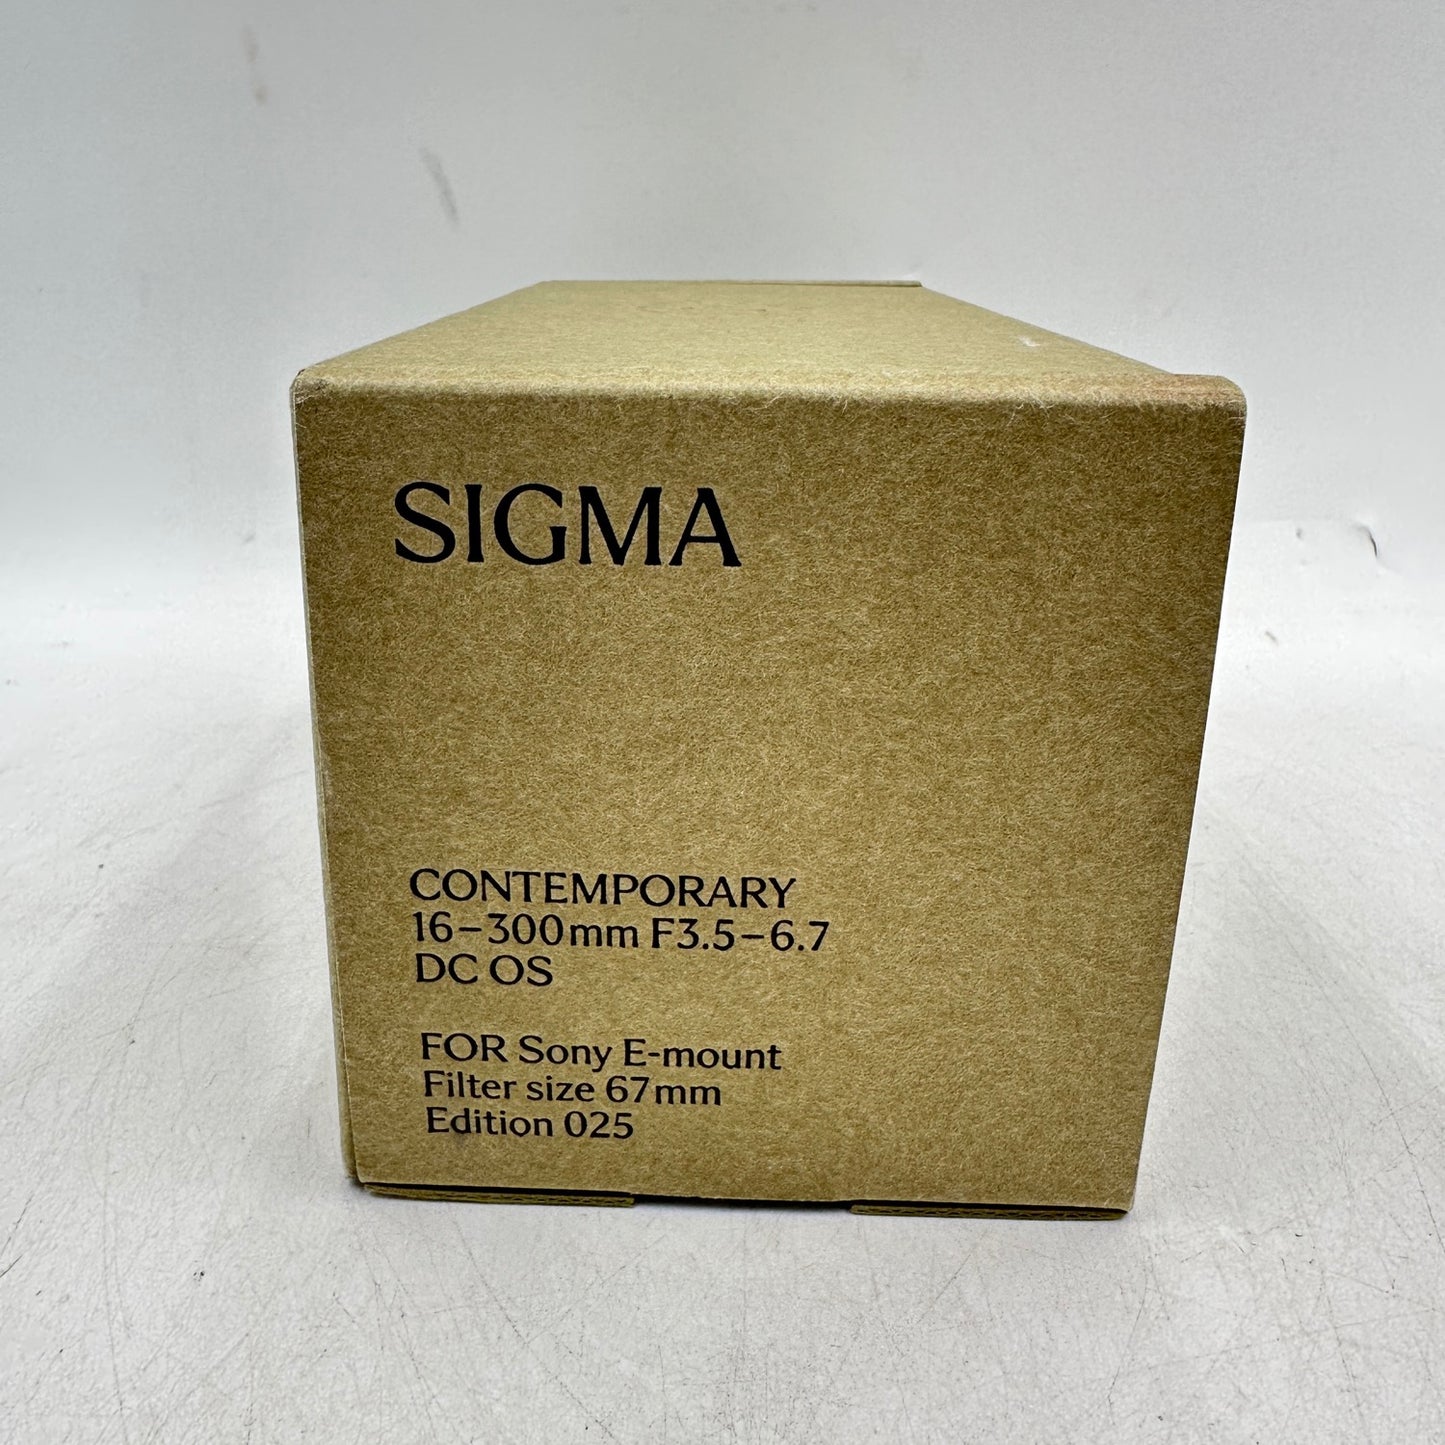 SIGMA
CONTEMPORARY
16–300mm F3.5–6.7
DC OS
FOR Sony E-mount
Filter size 67mm
Edition 025